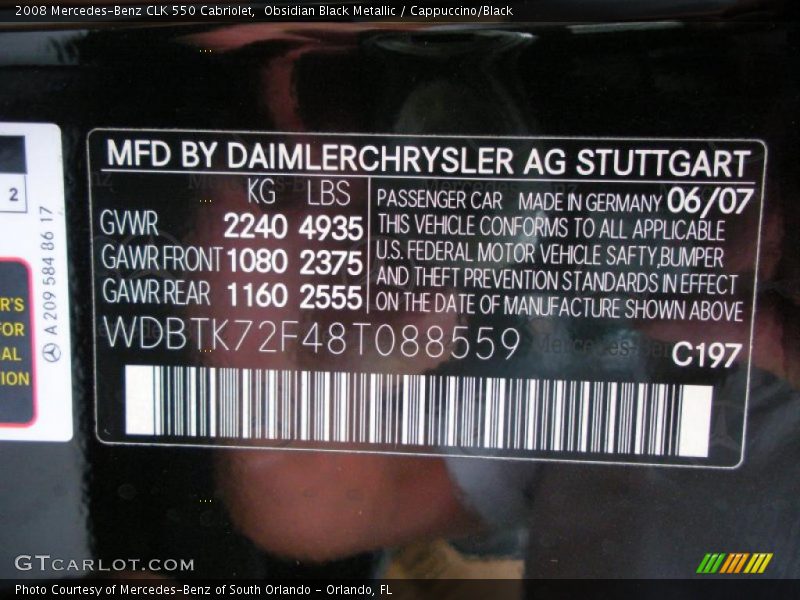 2008 Mercedes-Benz CLK 550 Cabriolet, Obsidian Black Metallic / Cappuccino/Black
MFD BY DAIMLERCHRYSLER AG STUTTGART
KG LBS
GVWR 2240 4935
GAWR FRONT 1080 2375
GAWR REAR 1160 2555
PASSENGER CAR MADE IN GERMANY 06/07
THIS VEHICLE CONFORMS TO ALL APPLICABLE
U.S. FEDERAL MOTOR VEHICLE SAFTY,BUMPER
AND THEFT PREVENTION STANDARDS IN EFFECT
ON THE DATE OF MANUFACTURE SHOWN ABOVE
WDBTK72F48T088559
C197
2
A 209 584 86 17
R'S
FOR
AL
ION
GTCARLOT.COM
Photo Courtesy of Mercedes-Benz of South Orlando - Orlando, FL